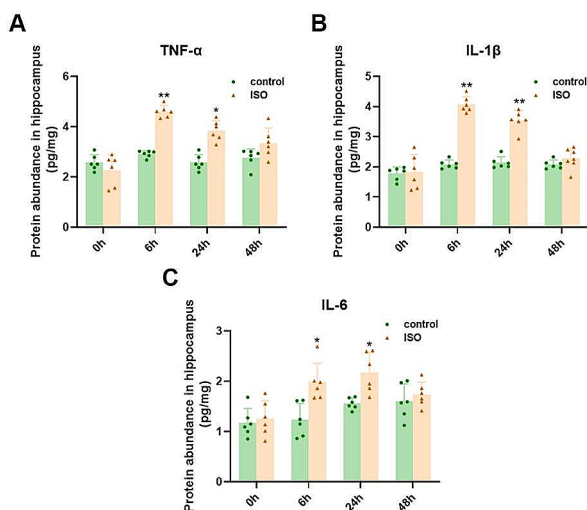 A
TNF-α
control
ISO
Protein abundance in hippocampus
(pg/mg)
6
4
2
0
**
*
0h
6h
24h
48h
B
IL-1β
control
ISO
Protein abundance in hippocampus
(pg/mg)
5
4
3
2
1
0
**
**
0h
6h
24h
48h
C
IL-6
control
ISO
Protein abundance in hippocampus
(pg/mg)
3
2
1
0
*
*
0h
6h
24h
48h